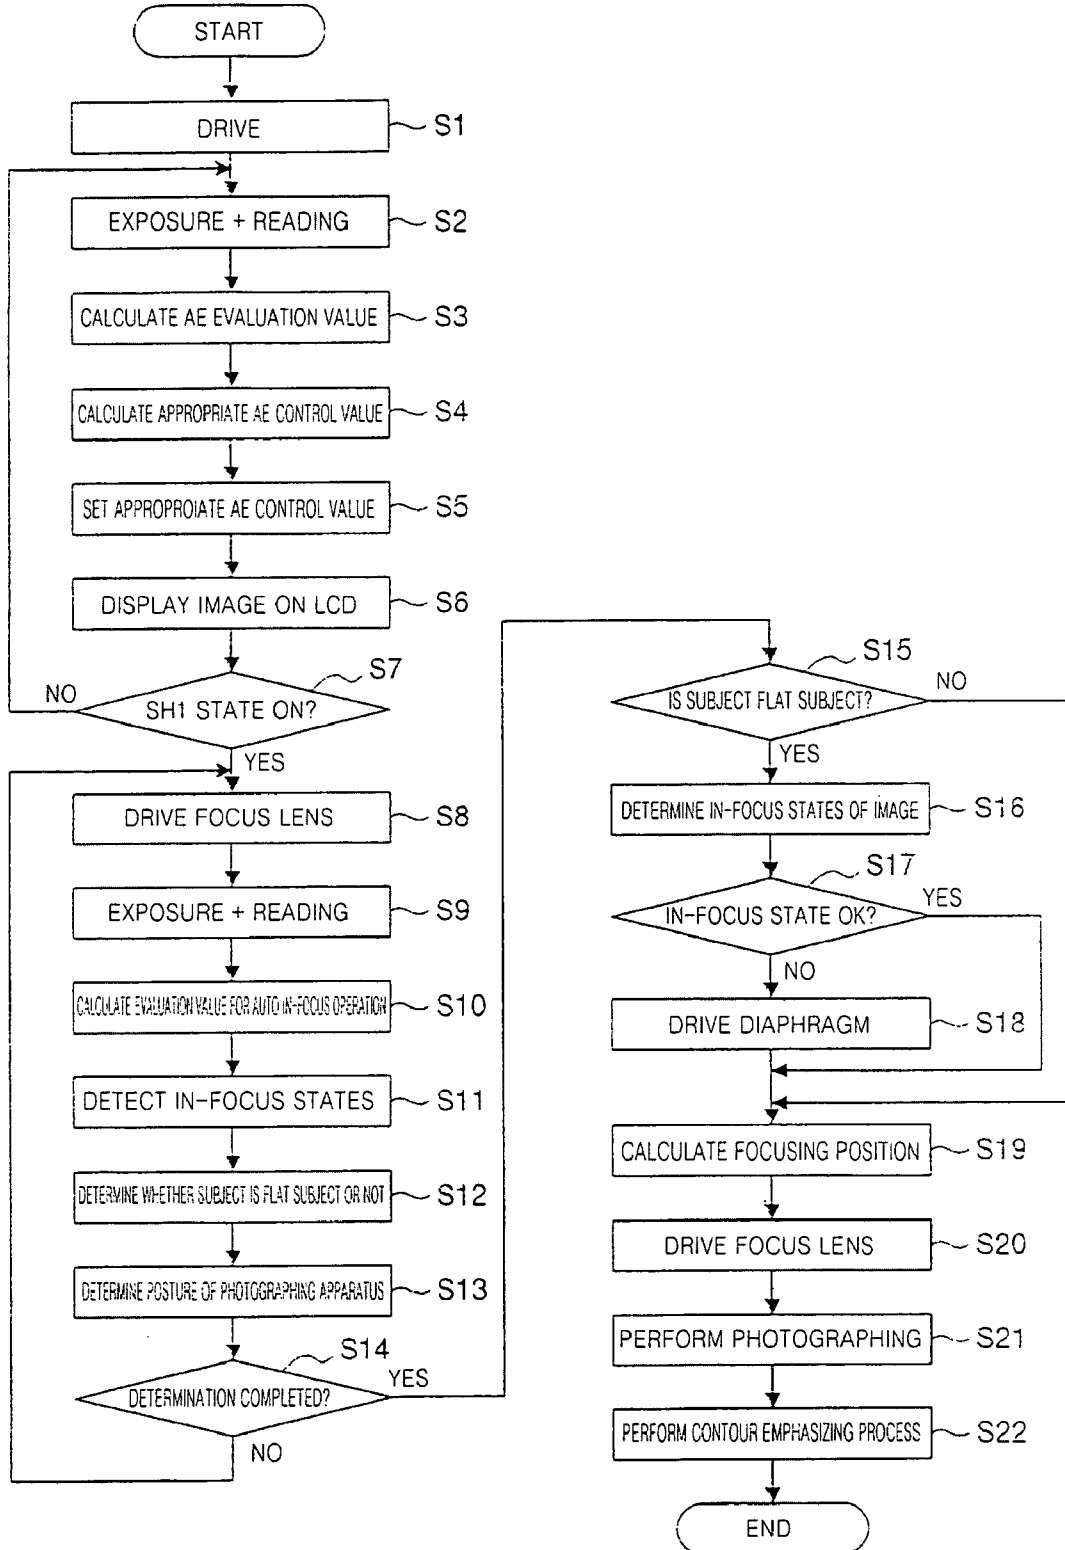 START
DRIVE
S1
EXPOSURE + READING
S2
CALCULATE AE EVALUATION VALUE
S3
CALCULATE APPROPRIATE AE CONTROL VALUE
S4
SET APPROPROIATE AE CONTROL VALUE
S5
DISPLAY IMAGE ON LCD
S6
S7
NO
SH1 STATE ON?
YES
DRIVE FOCUS LENS
S8
EXPOSURE + READING
S9
CALCULATE EVALUATION VALUE FOR AUTO IN-FOCUS OPERATION
S10
DETECT IN-FOCUS STATES
S11
DETERMINE WHETHER SUBJECT IS FLAT SUBJECT OR NOT
S12
DETERMINE POSTURE OF PHOTOGRAPHING APPARATUS
S13
S14
YES
DETERMINATION COMPLETED?
NO
S15
NO
IS SUBJECT FLAT SUBJECT?
YES
DETERMINE IN-FOCUS STATES OF IMAGE
S16
S17
YES
IN-FOCUS STATE OK?
NO
DRIVE DIAPHRAGM
S18
CALCULATE FOCUSING POSITION
S19
DRIVE FOCUS LENS
S20
PERFORM PHOTOGRAPHING
S21
PERFORM CONTOUR EMPHASIZING PROCESS
S22
END